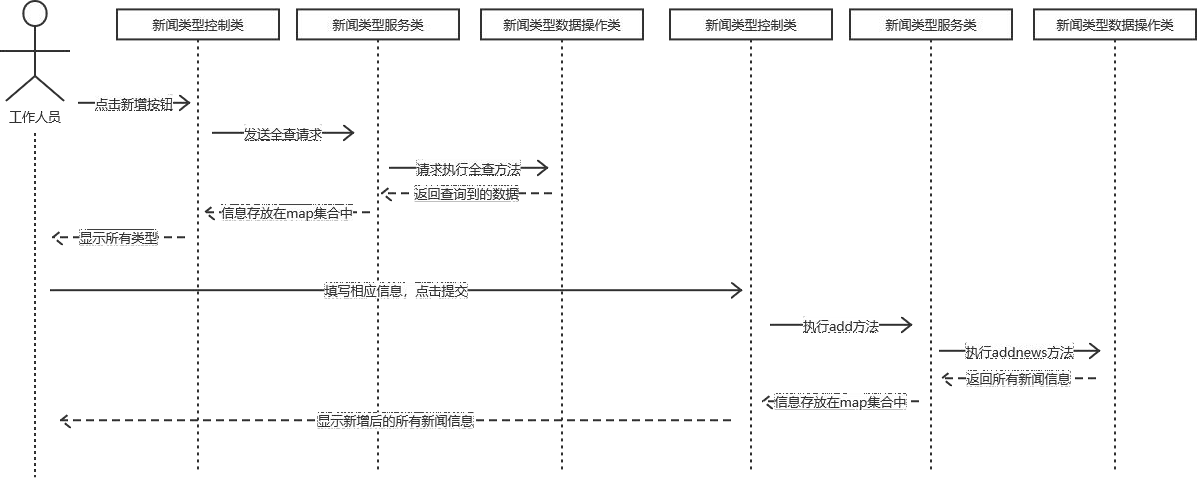 新闻类型控制类
新闻类型服务类
新闻类型数据操作类
新闻类型控制类
新闻类型服务类
新闻类型数据操作类
工作人员
点击新增按钮
发送全查请求
请求执行全查方法
返回查询到的数据
信息存放在map集合中
显示所有类型
填写相应信息，点击提交
执行add方法
执行addnews方法
返回所有新闻信息
信息存放在map集合中
显示新增后的所有新闻信息